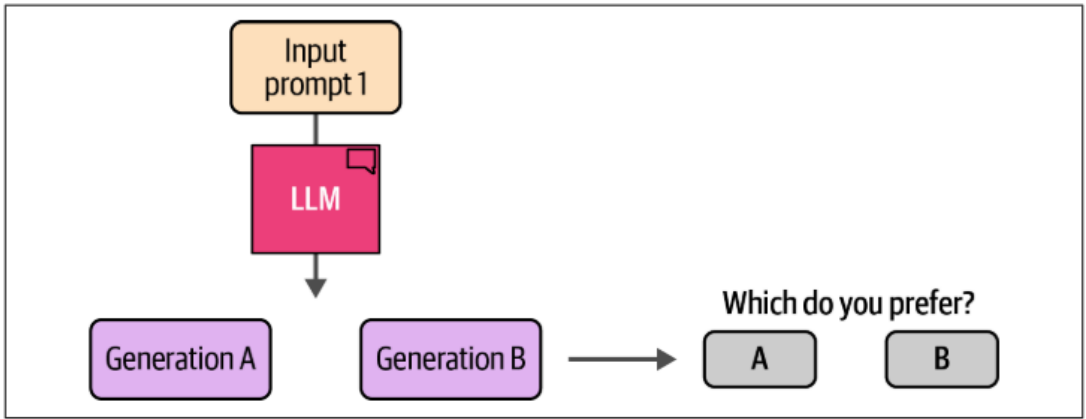 Input
prompt 1
LLM
Which do you prefer?
Generation A
Generation B
A
B